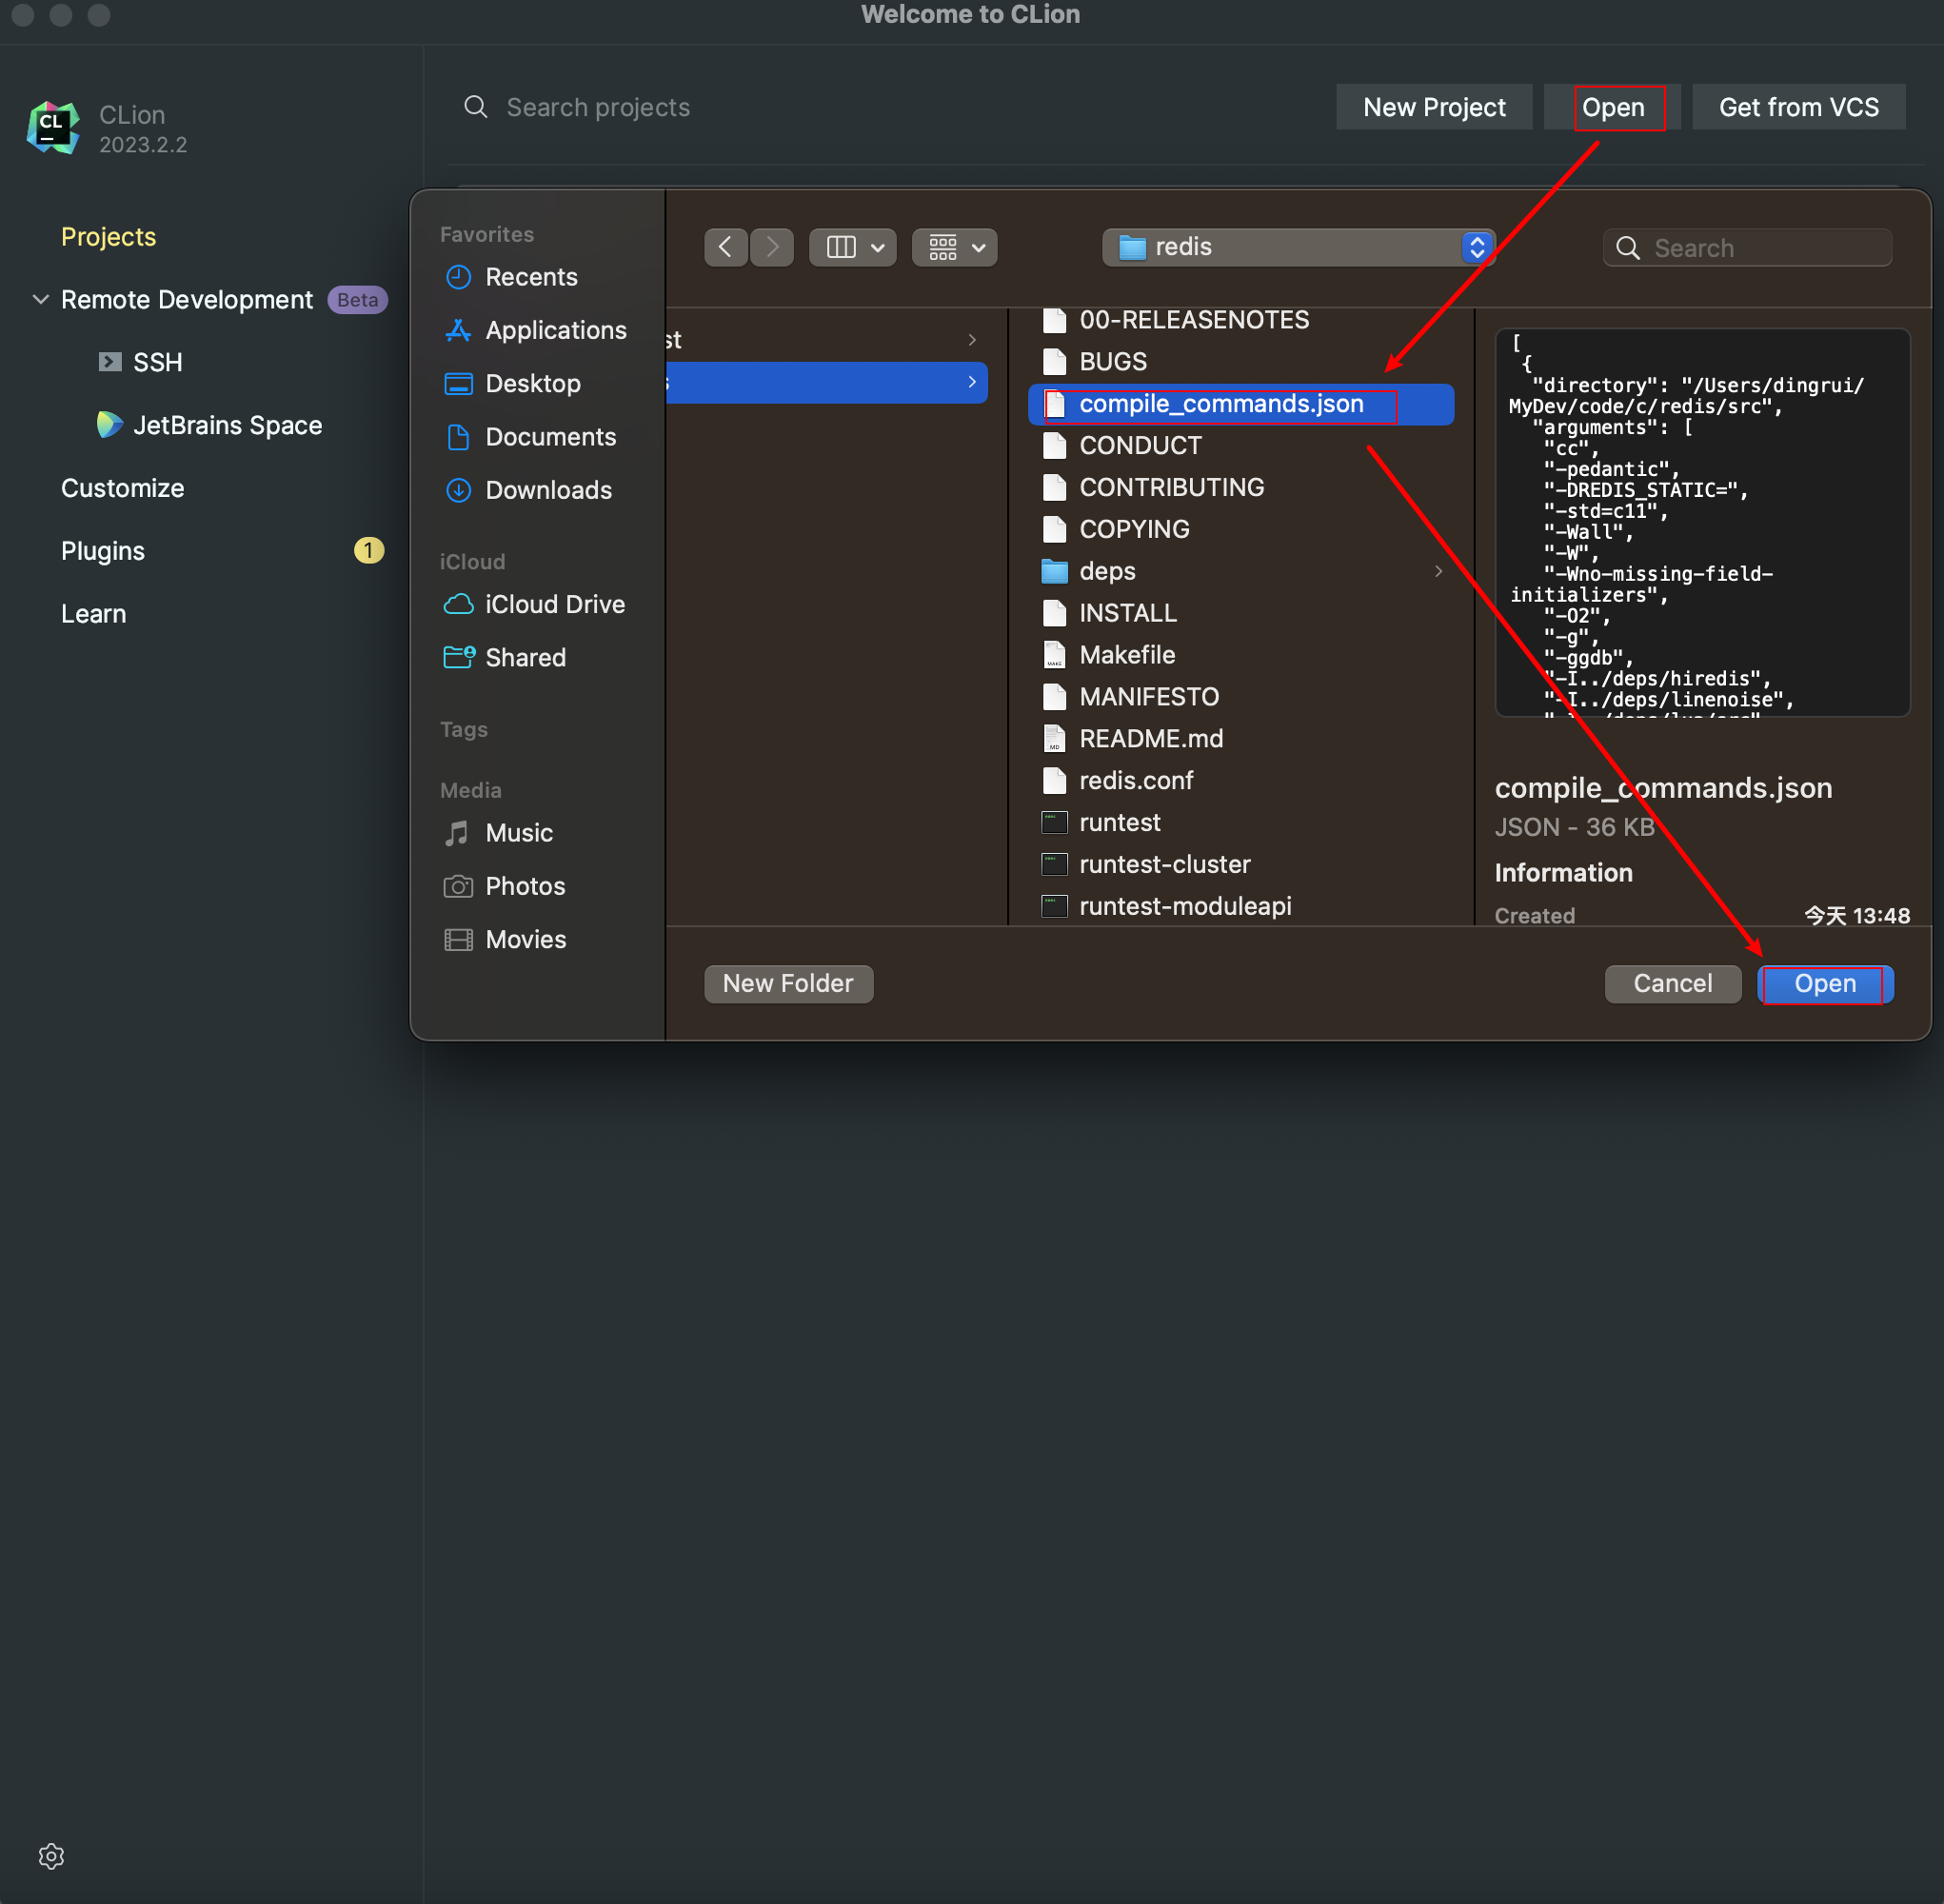 Welcome to CLion
CL
CLion
2023.2.2
Search projects
New Project
Open
Get from VCS
Projects
Remote Development
Beta
SSH
JetBrains Space
Customize
Plugins
1
Learn
Favorites
Recents
Applications
Desktop
Documents
Downloads
iCloud
iCloud Drive
Shared
Tags
Media
Music
Photos
Movies
redis
Search
st
00-RELEASENOTES
BUGS
compile_commands.json
CONDUCT
CONTRIBUTING
COPYING
deps
INSTALL
Makefile
MANIFESTO
README.md
redis.conf
runtest
runtest-cluster
runtest-moduleapi
[
{
"directory": "/Users/dingrui/
MyDev/code/c/redis/src",
"arguments": [
"cc",
"-pedantic",
"-DREDIS_STATIC=",
"-std=c11",
"-Wall",
"-W",
"-Wno-missing-field-
initializers",
"-O2",
"-g",
"-ggdb",
"-I../deps/hiredis",
"-I../deps/linenoise",
compile_commands.json
JSON - 36 KB
Information
Created
今天 13:48
New Folder
Cancel
Open